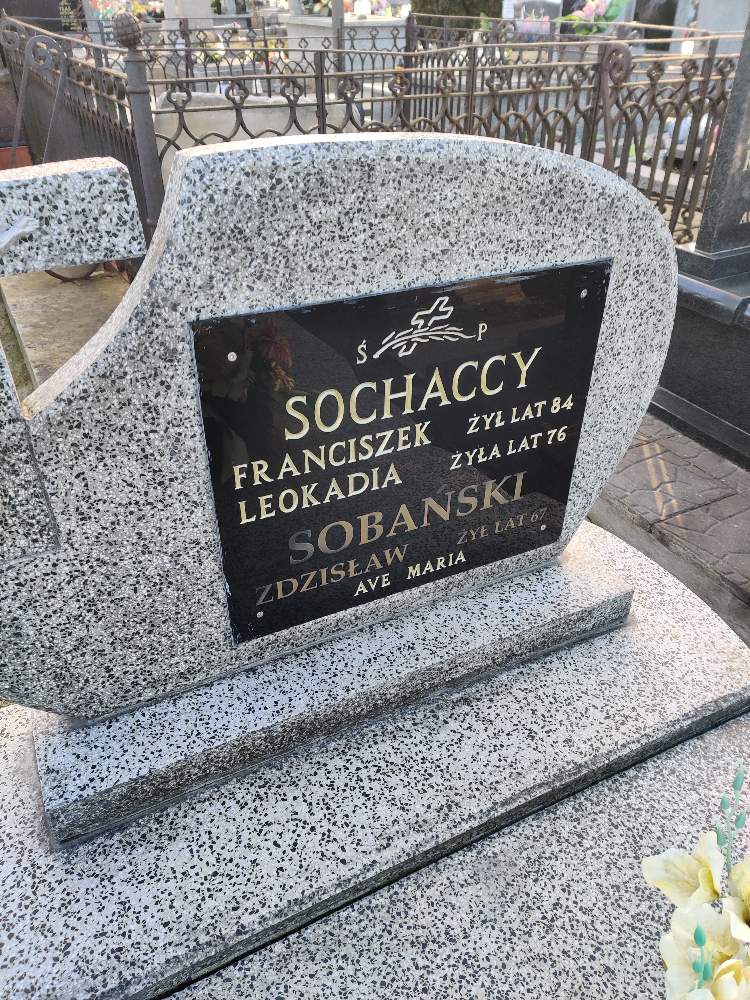 Ś P
SOCHACCY
FRANCISZEK ŻYŁ LAT 84
LEOKADIA ŻYŁA LAT 76
SOBAŃSKI
ZDZISŁAW ŻYŁ LAT 67
AVE MARIA